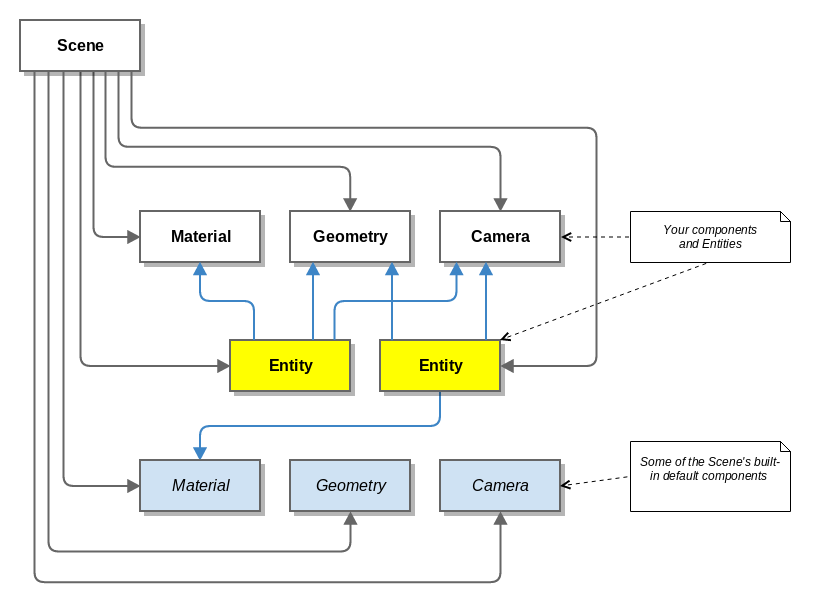 Scene
Material
Geometry
Camera
Your components
and Entities
Entity
Entity
Material
Geometry
Camera
Some of the Scene's built-
in default components